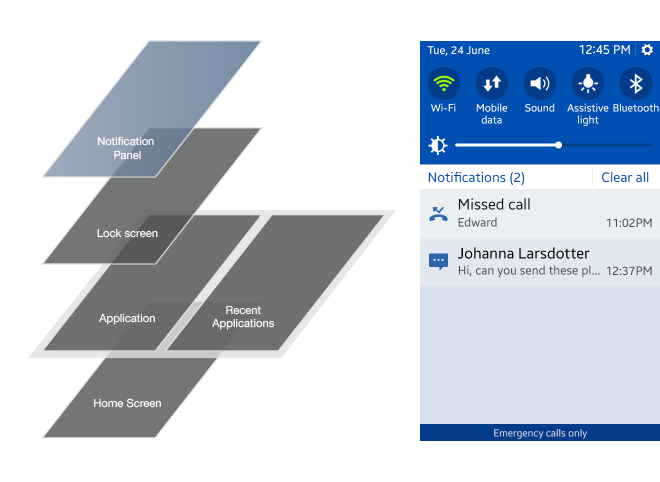 Notification
Panel
Lock screen
Application
Recent
Applications
Home Screen
Tue, 24 June 12:45 PM
Wi-Fi Mobile data Sound Assistive light Bluetooth
Notifications (2) Clear all
Missed call
Edward 11:02PM
Johanna Larsdotter
Hi, can you send these pl... 12:37PM
Emergency calls only